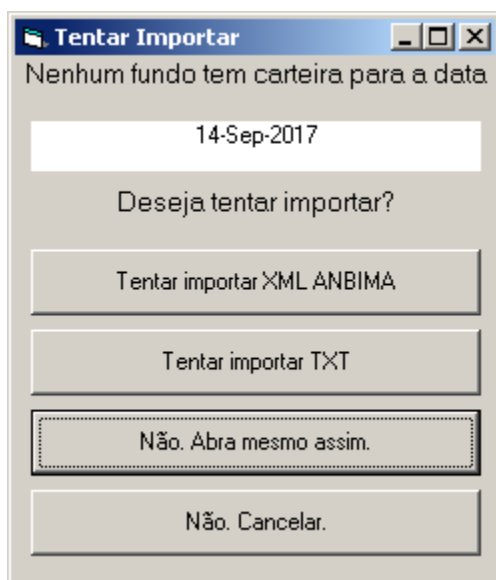 Tentar Importar
Nenhum fundo tem carteira para a data
14-Sep-2017
Deseja tentar importar?
Tentar importar XML ANBIMA
Tentar importar TXT
Não. Abra mesmo assim.
Não. Cancelar.